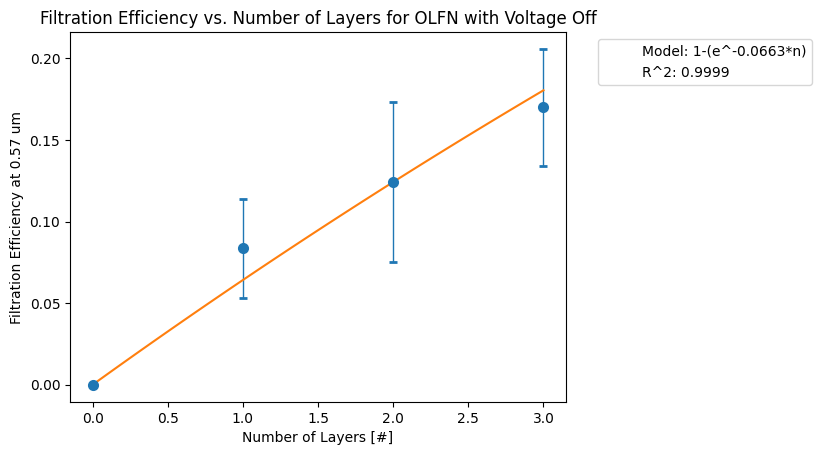 Filtration Efficiency vs. Number of Layers for OLFN with Voltage Off
Model: 1-(e^-0.0663*n)
R^2: 0.9999
Filtration Efficiency at 0.57 um
0.20
0.15
0.10
0.05
0.00
0.0 0.5 1.0 1.5 2.0 2.5 3.0
Number of Layers [#]